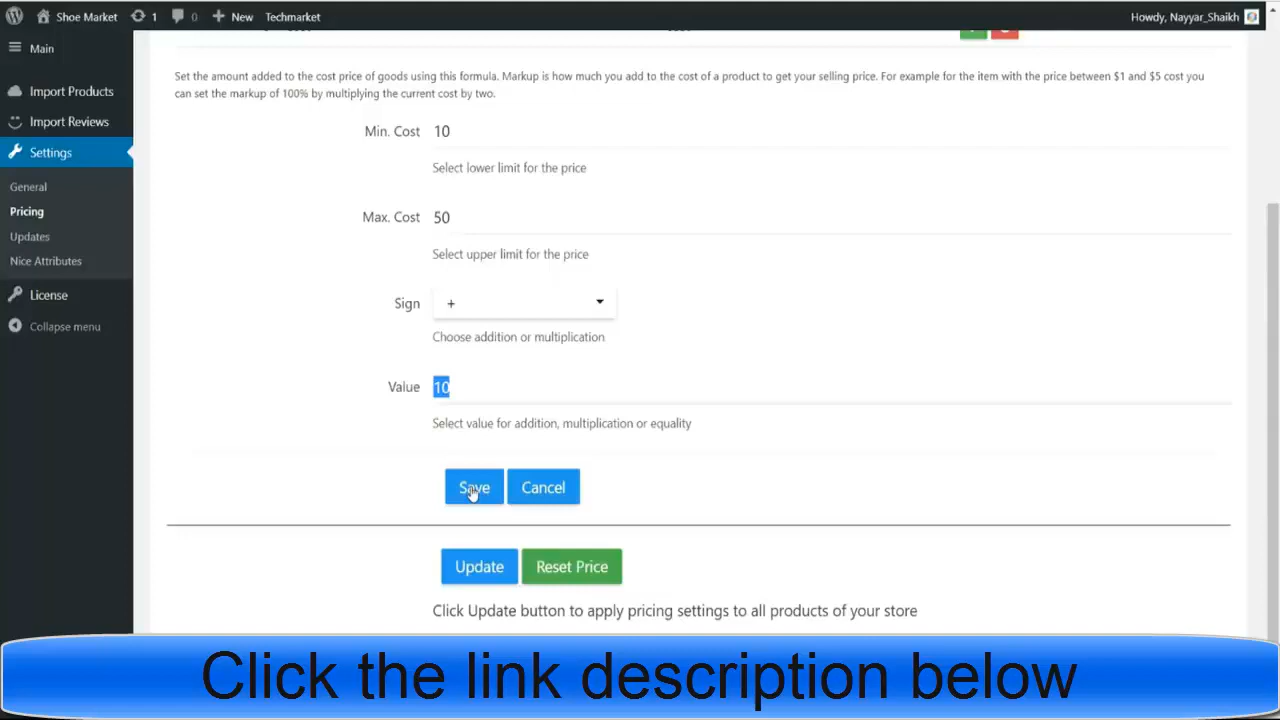 Shoe Market 1 0 New Techmarket Howdy, Nayyar_Shaikh
Main
Import Products
Import Reviews
Settings
General
Pricing
Updates
Nice Attributes
License
Collapse menu
Set the amount added to the cost price of goods using this formula. Markup is how much you add to the cost of a product to get your selling price. For example for the item with the price between $1 and $5 cost you
can set the markup of 100% by multiplying the current cost by two.
Min. Cost 10
Select lower limit for the price
Max. Cost 50
Select upper limit for the price
Sign +
Choose addition or multiplication
Value 10
Select value for addition, multiplication or equality
Save Cancel
Update Reset Price
Click Update button to apply pricing settings to all products of your store
Click the link description below